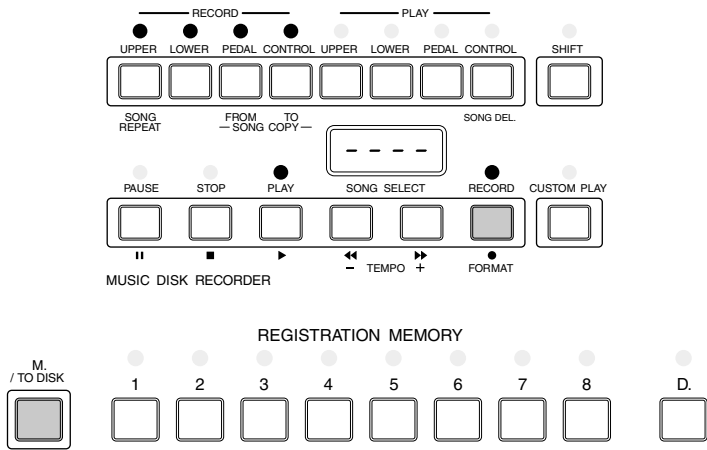 RECORD PLAY
UPPER LOWER PEDAL CONTROL UPPER LOWER PEDAL CONTROL SHIFT
SONG REPEAT FROM TO SONG DEL.
SONG COPY
- - - -
PAUSE STOP PLAY SONG SELECT RECORD CUSTOM PLAY
- TEMPO + FORMAT
MUSIC DISK RECORDER
REGISTRATION MEMORY
M.
/ TO DISK
1 2 3 4 5 6 7 8 D.